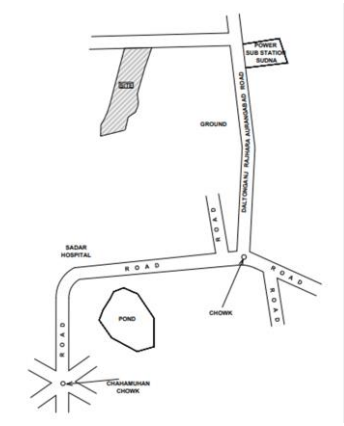 POWER
SUB STATION
SUDNA
SITE
GROUND
DALTONGANJ RAJHARA AURANGABAD ROAD
ROAD
SADAR
HOSPITAL
ROAD
ROAD
ROAD
CHOWK
POND
ROAD
CHAHAMUHAN
CHOWK